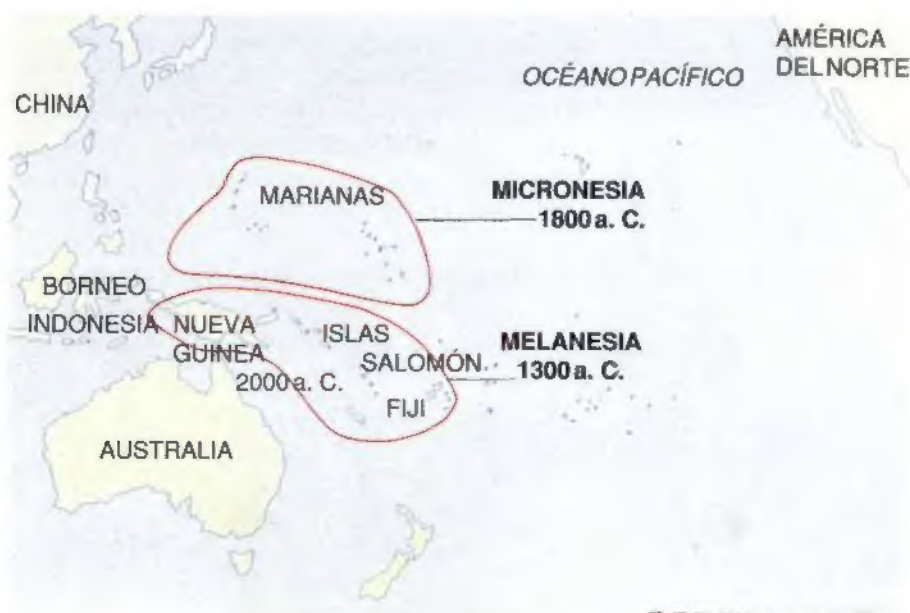 AMÉRICA
DEL NORTE
OCÉANO PACÍFICO
CHINA
MARIANAS
MICRONESIA
1800 a. C.
BORNEO
INDONESIA
NUEVA
GUINEA
2000 a. C.
ISLAS
SALOMÓN
FIJI
MELANESIA
1300 a. C.
AUSTRALIA